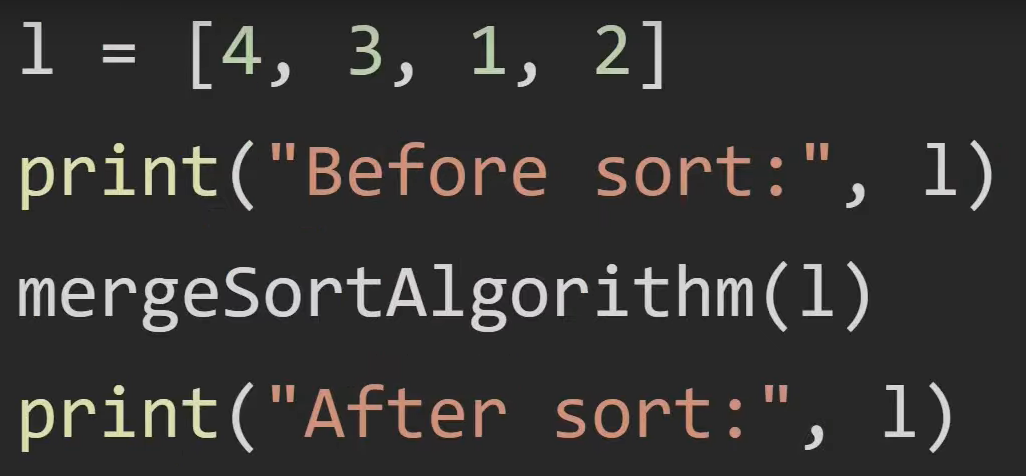 l = [4, 3, 1, 2]
print("Before sort:", l)
mergeSortAlgorithm(l)
print("After sort:", l)